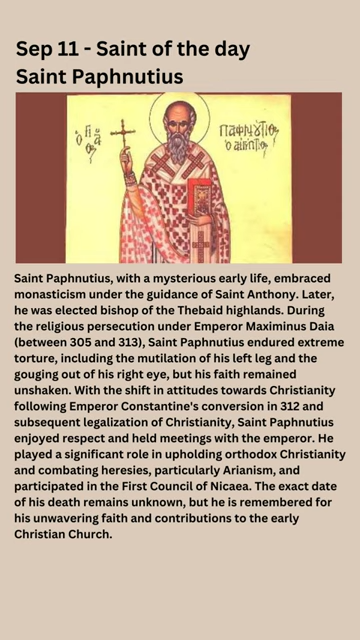 Sep 11 - Saint of the day
Saint Paphnutius
Saint Paphnutius, with a mysterious early life, embraced
monasticism under the guidance of Saint Anthony. Later,
he was elected bishop of the Thebaid highlands. During
the religious persecution under Emperor Maximinus Daia
(between 305 and 313), Saint Paphnutius endured extreme
torture, including the mutilation of his left leg and the
gouging out of his right eye, but his faith remained
unshaken. With the shift in attitudes towards Christianity
following Emperor Constantine's conversion in 312 and
subsequent legalization of Christianity, Saint Paphnutius
enjoyed respect and held meetings with the emperor. He
played a significant role in upholding orthodox Christianity
and combating heresies, particularly Arianism, and
participated in the First Council of Nicaea. The exact date
of his death remains unknown, but he is remembered for
his unwavering faith and contributions to the early
Christian Church.